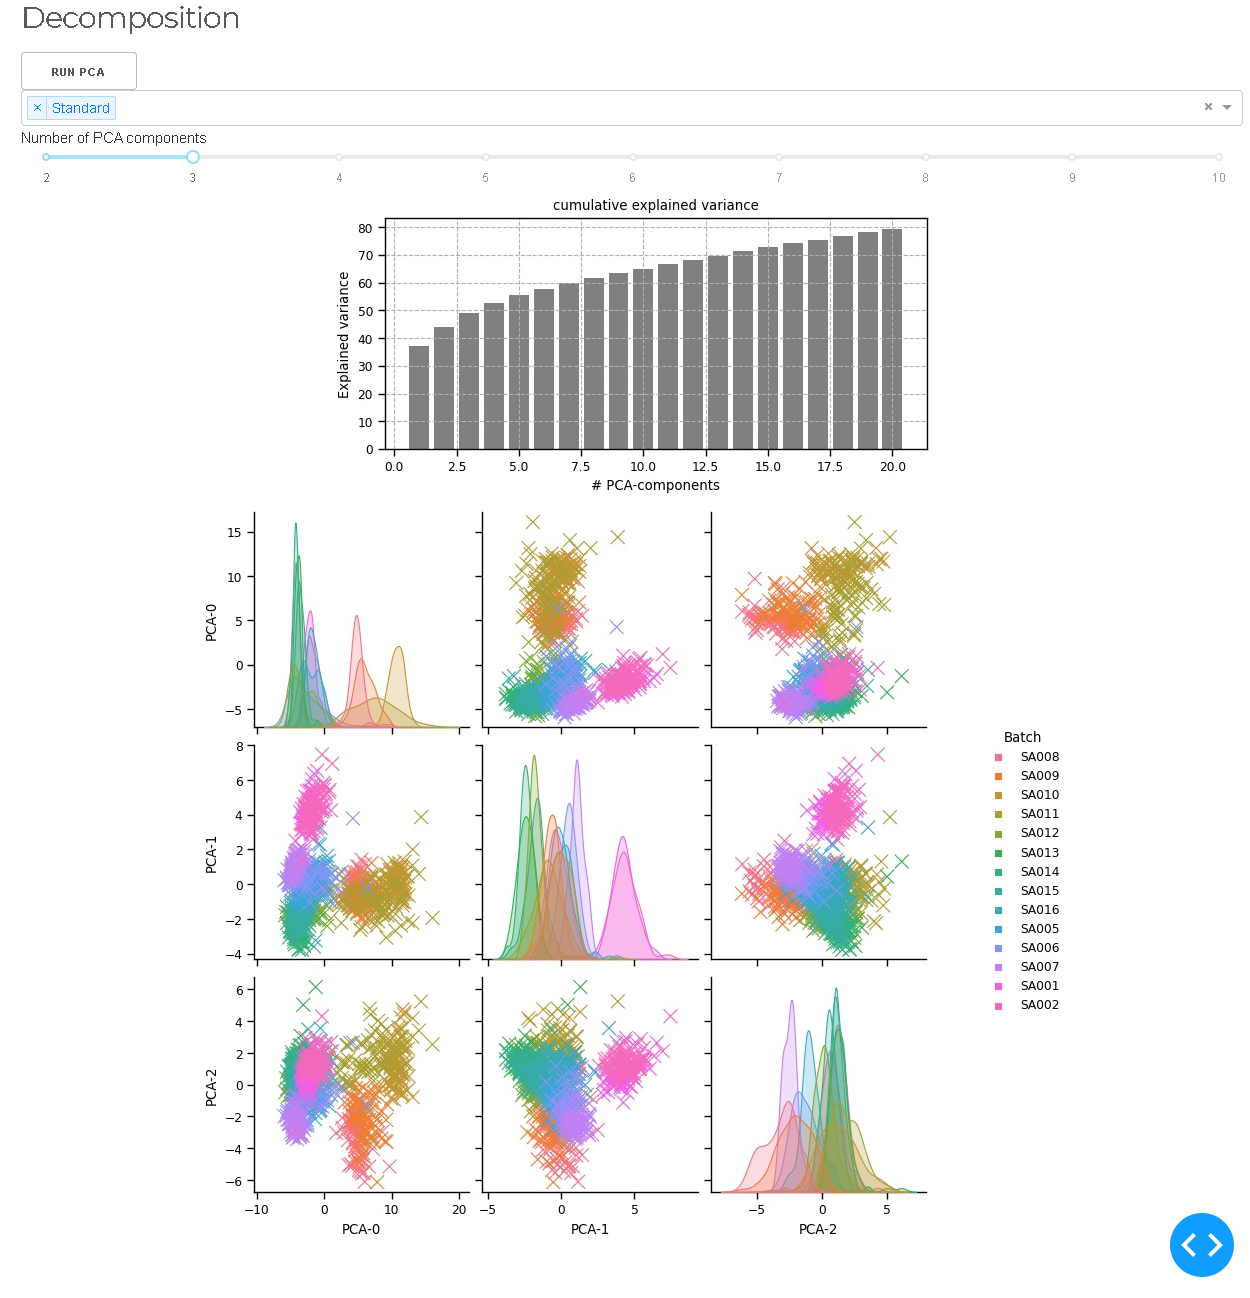 Decomposition
RUN PCA
× Standard × 
Number of PCA components
2 3 4 5 6 7 8 9 10
cumulative explained variance
80
70
60
50
40
30
20
10
0
Explained variance
0.0 2.5 5.0 7.5 10.0 12.5 15.0 17.5 20.0
# PCA-components
15
10
5
0
−5
PCA-0
8
6
4
2
0
−2
−4
PCA-1
6
4
2
0
−2
−4
−6
PCA-2
−10 0 10 20 −5 0 5 −5 0 5
PCA-0 PCA-1 PCA-2
Batch
SA008
SA009
SA010
SA011
SA012
SA013
SA014
SA015
SA016
SA005
SA006
SA007
SA001
SA002